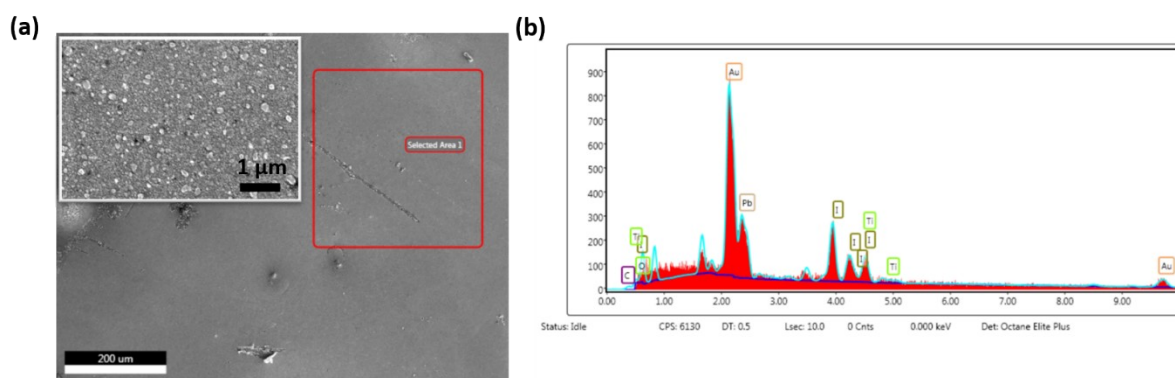 (a)
1 μm
Selected Area 1
200 um
(b)
900
800
700
600
500
400
300
200
100
0
Au
Pb
I
Ti
I
I
I
I
Ti
Au
O
C
0.00 1.00 2.00 3.00 4.00 5.00 6.00 7.00 8.00 9.00
Status: Idle CPS: 6130 DT: 0.5 Lsec: 10.0 0 Cnts 0.000 keV Det: Octane Elite Plus